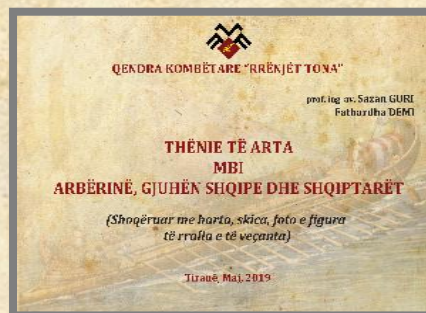 QENDRA KOMBËTARE "RRËNJËT TONA"
prof. ing av. Sazan GURI
Fatbardha DEMI
THËNIE TË ARTA
MBI
ARBËRINË, GJUHËN SHQIPE DHE SHQIPTARËT
(Shoqëruar me harta, skica, foto e figura
të rralla e të veçanta)
Tiranë, Maj, 2019